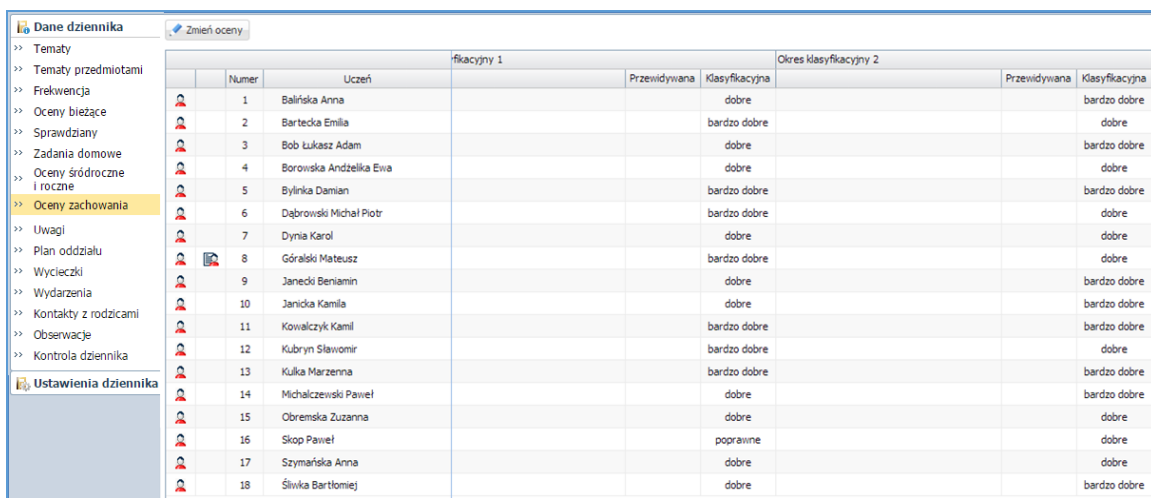 Dane dziennika
>> Tematy
>> Tematy przedmiotami
>> Frekwencja
>> Oceny bieżące
>> Sprawdziany
>> Zadania domowe
>> Oceny śródroczne
i roczne
>> Oceny zachowania
>> Uwagi
>> Plan oddziału
>> Wycieczki
>> Wydarzenia
>> Kontakty z rodzicami
>> Obserwacje
>> Kontrola dziennika
Ustawienia dziennika
Zmień oceny
fikacyjny 1 Okres klasyfikacyjny 2
Numer Uczeń Przewidywana Klasyfikacyjna Przewidywana Klasyfikacyjna
1 Balińska Anna dobre bardzo dobre
2 Bartecka Emilia bardzo dobre dobre
3 Bob Łukasz Adam dobre bardzo dobre
4 Borowska Andżelika Ewa dobre dobre
5 Bylinka Damian bardzo dobre bardzo dobre
6 Dąbrowski Michał Piotr bardzo dobre dobre
7 Dynia Karol dobre dobre
8 Góralski Mateusz bardzo dobre dobre
9 Janecki Beniamin dobre bardzo dobre
10 Janicka Kamila dobre bardzo dobre
11 Kowalczyk Kamil bardzo dobre bardzo dobre
12 Kubryn Sławomir bardzo dobre dobre
13 Kulka Marzenna bardzo dobre bardzo dobre
14 Michalczewski Paweł dobre bardzo dobre
15 Obremska Zuzanna dobre dobre
16 Skop Paweł poprawne dobre
17 Szymańska Anna dobre dobre
18 Śliwka Bartłomiej dobre bardzo dobre